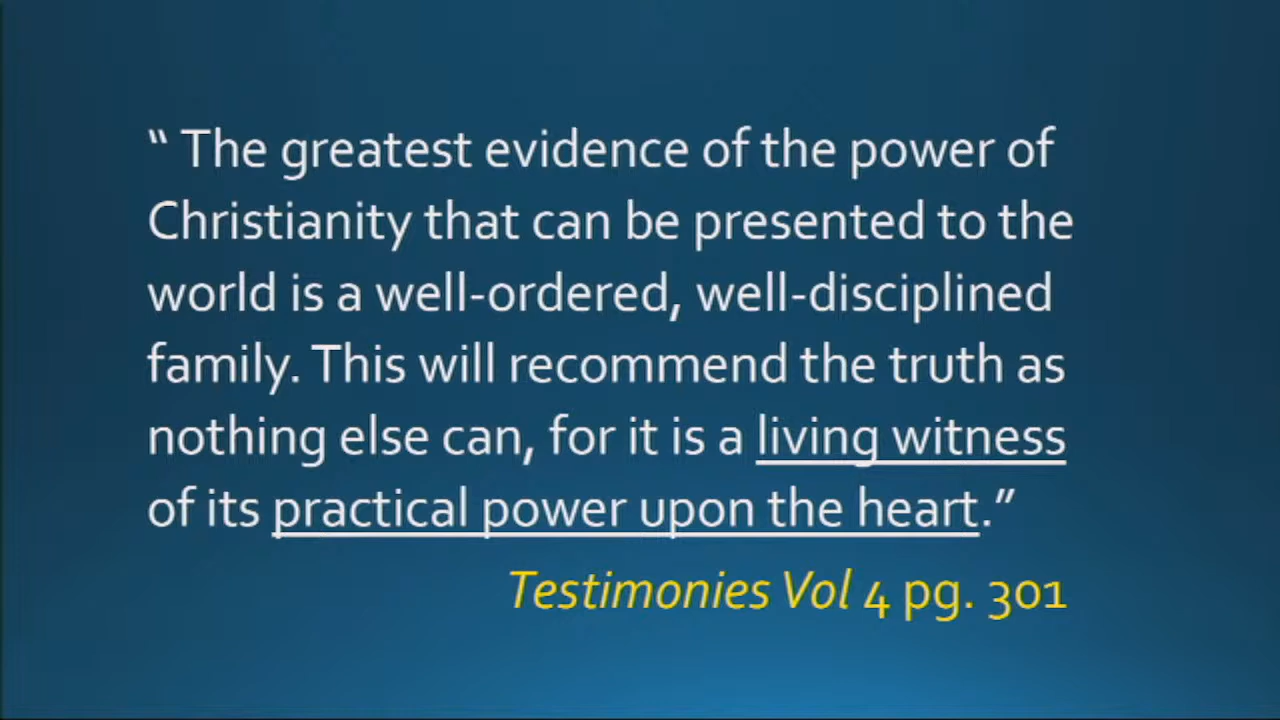 “ The greatest evidence of the power of
Christianity that can be presented to the
world is a well-ordered, well-disciplined
family. This will recommend the truth as
nothing else can, for it is a living witness
of its practical power upon the heart.”
Testimonies Vol 4 pg. 301